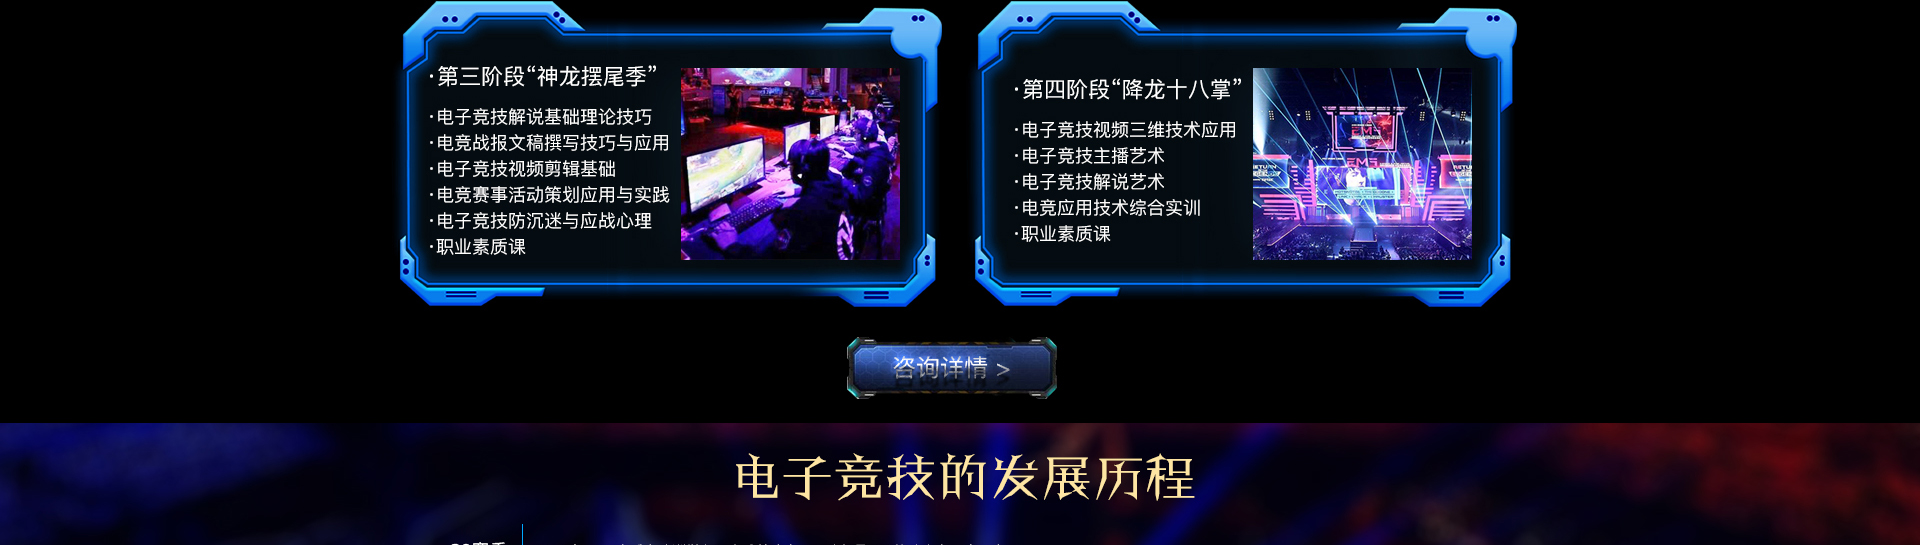 ·第三阶段“神龙摆尾季”
·电子竞技解说基础理论技巧
·电竞战报文稿撰写技巧与应用
·电子竞技视频剪辑基础
·电竞赛事活动策划应用与实践
·电子竞技防沉迷与应战心理
·职业素质课
·第四阶段“降龙十八掌”
·电子竞技视频三维技术应用
·电子竞技主播艺术
·电子竞技解说艺术
·电竞应用技术综合实训
·职业素质课
咨询详情 >
电子竞技的发展历程